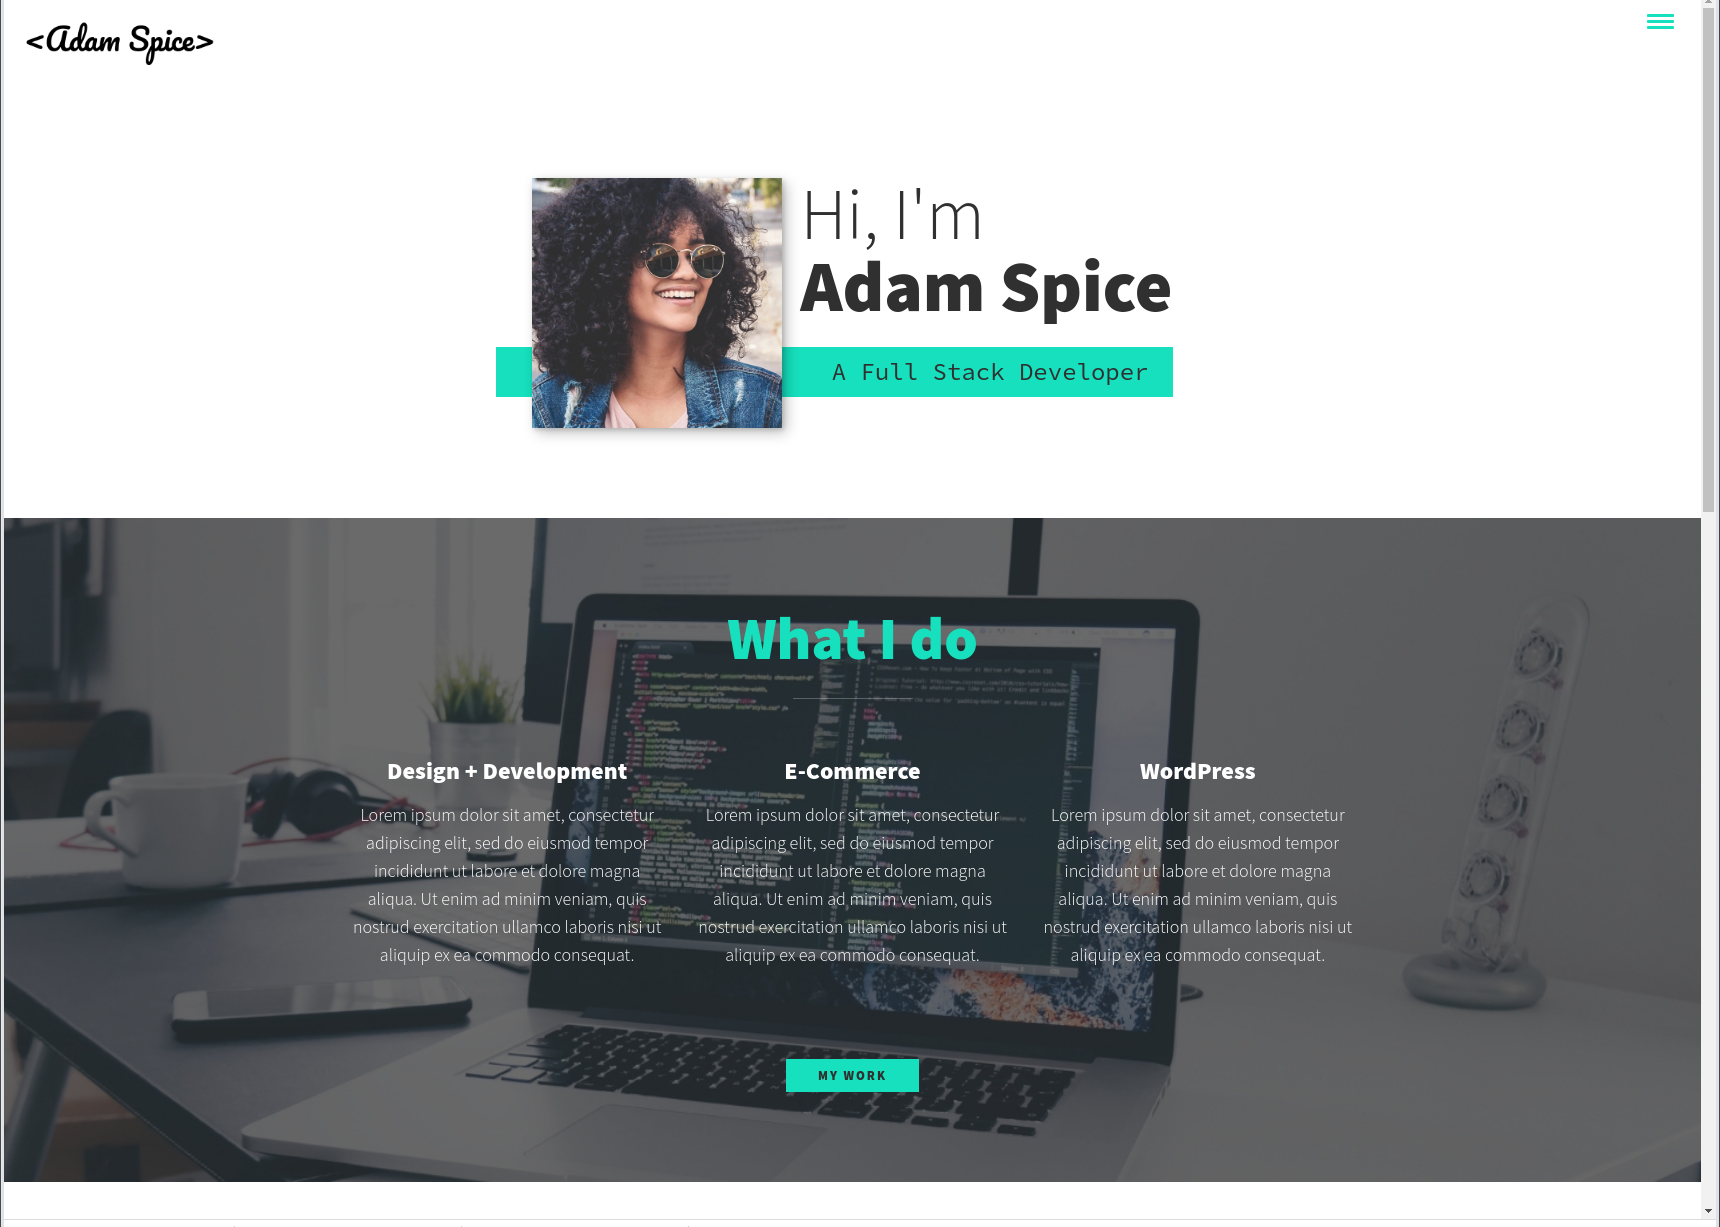 <Adam Spice>
Hi, I'm
Adam Spice
A Full Stack Developer
What I do
Design + Development
Lorem ipsum dolor sit amet, consectetur
adipiscing elit, sed do eiusmod tempor
incididunt ut labore et dolore magna
aliqua. Ut enim ad minim veniam, quis
nostrud exercitation ullamco laboris nisi ut
aliquip ex ea commodo consequat.
E-Commerce
Lorem ipsum dolor sit amet, consectetur
adipiscing elit, sed do eiusmod tempor
incididunt ut labore et dolore magna
aliqua. Ut enim ad minim veniam, quis
nostrud exercitation ullamco laboris nisi ut
aliquip ex ea commodo consequat.
WordPress
Lorem ipsum dolor sit amet, consectetur
adipiscing elit, sed do eiusmod tempor
incididunt ut labore et dolore magna
aliqua. Ut enim ad minim veniam, quis
nostrud exercitation ullamco laboris nisi ut
aliquip ex ea commodo consequat.
MY WORK